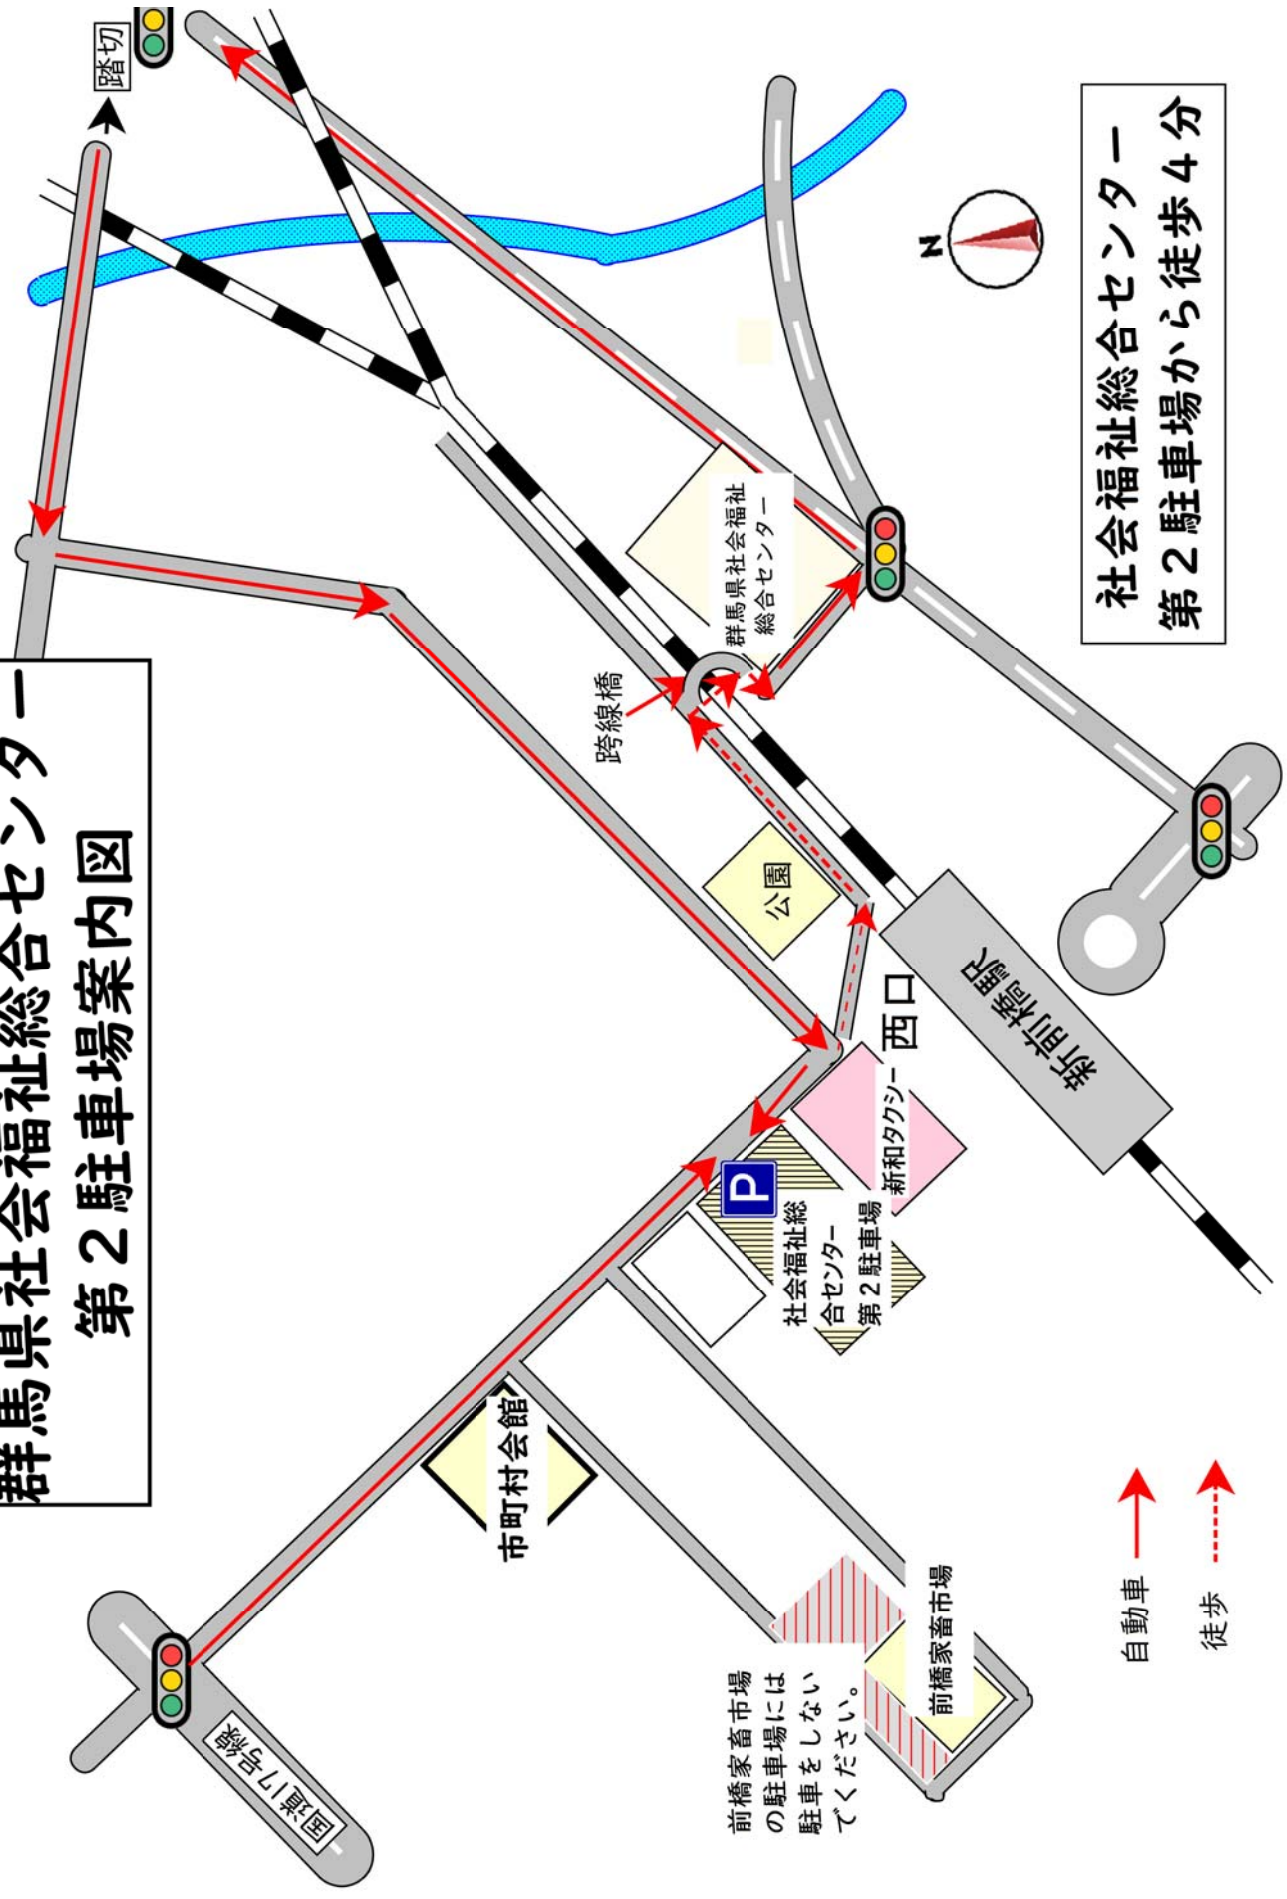 群馬県社会福祉総合センター
第2駐車場案内図
踏切
N
社会福祉総合センター
第2駐車場から徒歩4分
群馬県社会福祉
総合センター
跨線橋
公園
西口
新前橋駅
新和タクシー
P
社会福祉総
合センター
第2駐車場
市町村会館
国道17号線
前橋家畜市場
の駐車場には
駐車をしない
でください。
前橋家畜市場
自動車
徒歩